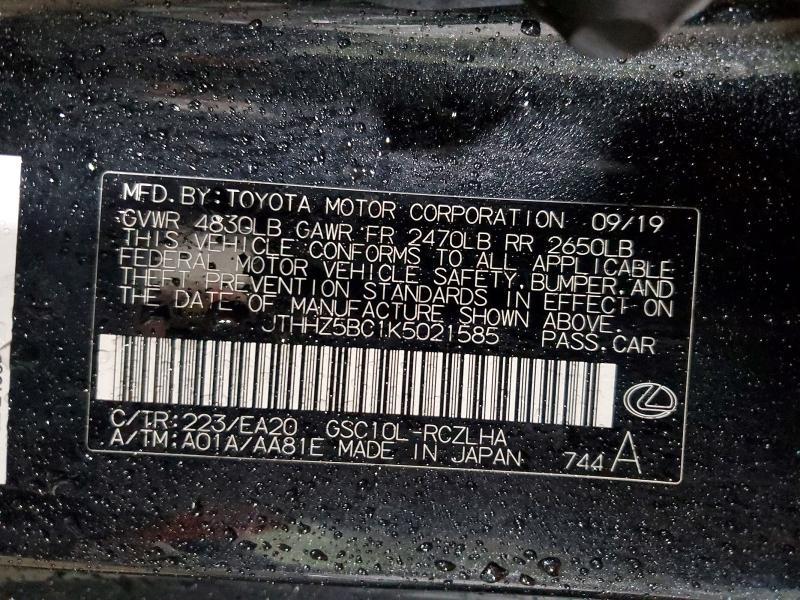 MFD. BY: TOYOTA MOTOR CORPORATION 09/19
GVWR 4830LB GAWR FR 2470LB RR 2650LB
THIS VEHICLE CONFORMS TO ALL APPLICABLE
FEDERAL MOTOR VEHICLE SAFETY, BUMPER, AND
THEFT PREVENTION STANDARDS IN EFFECT ON
THE DATE OF MANUFACTURE SHOWN ABOVE.
JTHHZ5BC1K5021585 PASS. CAR
C/TR: 223/EA20 GSC10L-RCZLHA
A/TM: A01A/AA81E MADE IN JAPAN 744 A